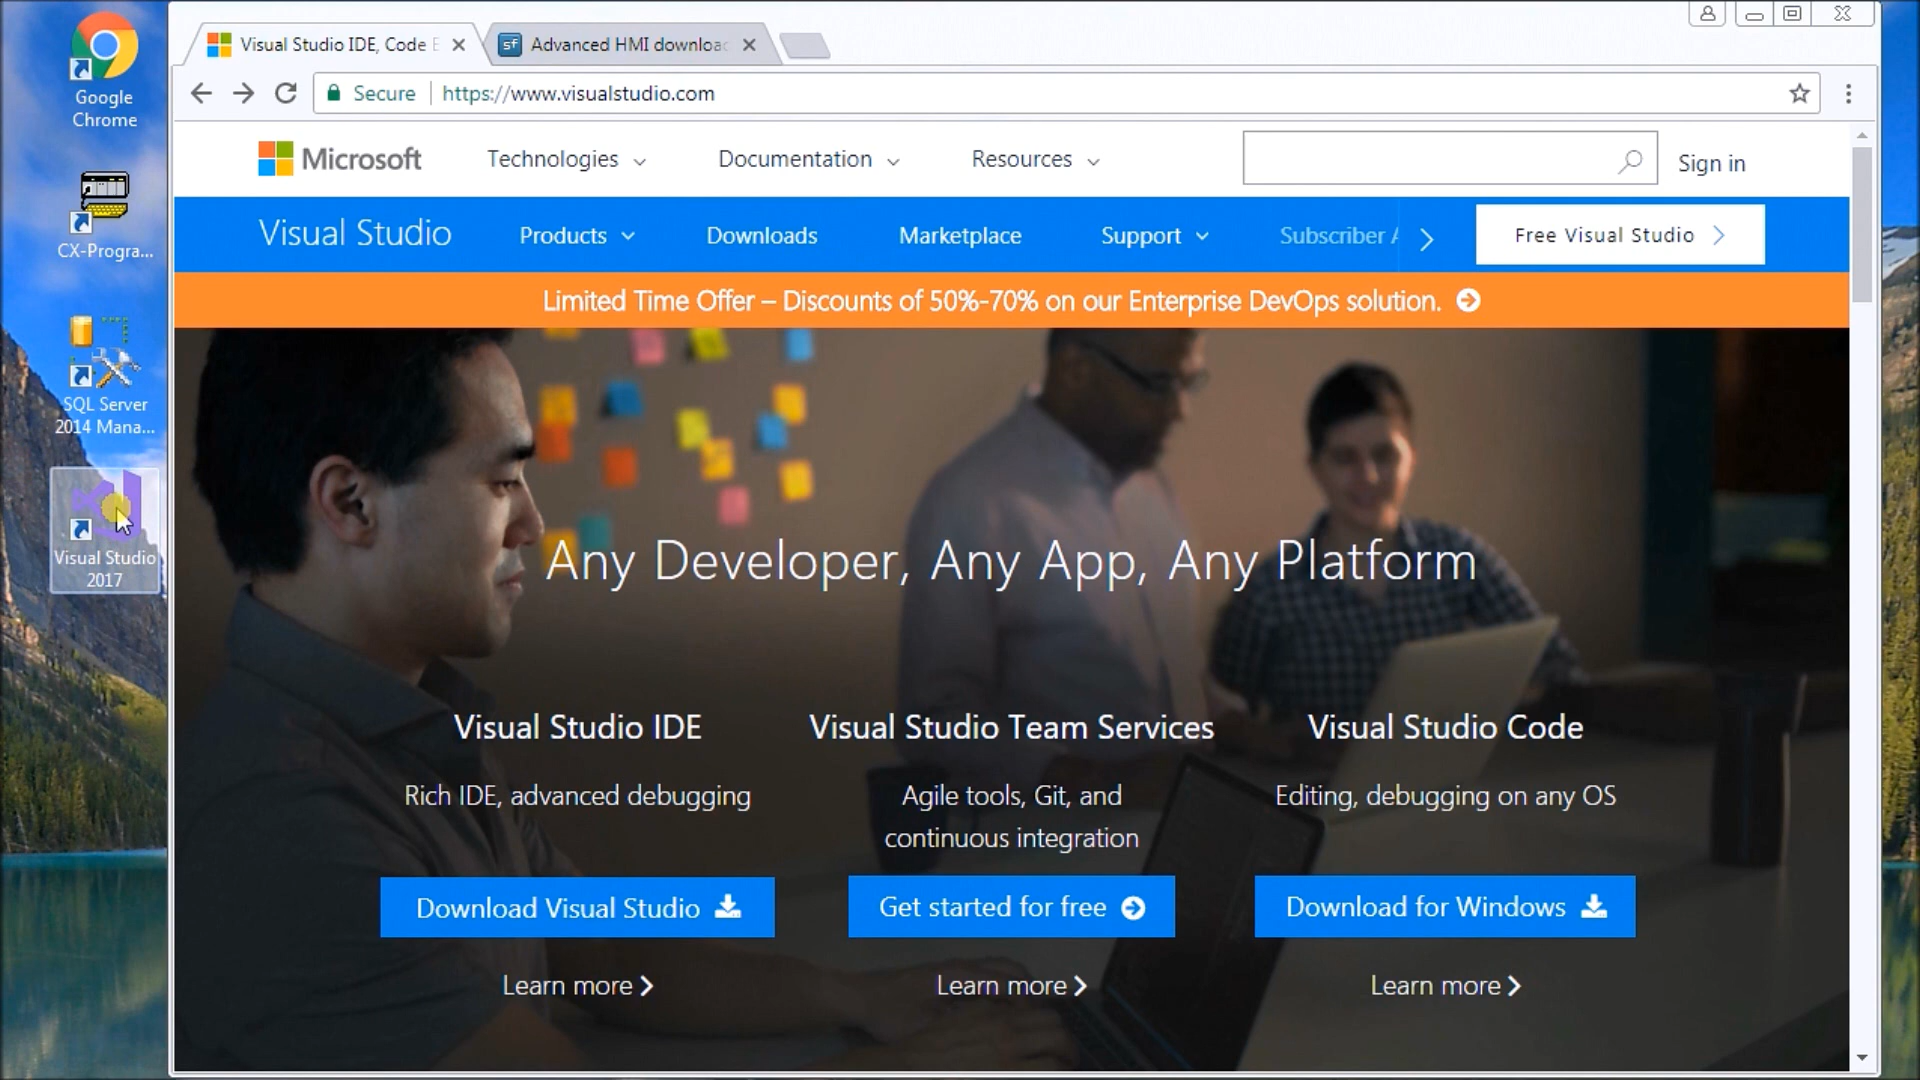 Google
Chrome
CX-Progra...
SQL Server
2014 Mana...
Visual Studio
2017
Visual Studio IDE, Code E
sf Advanced HMI downloa
Secure https://www.visualstudio.com
Microsoft Technologies Documentation Resources Sign in
Visual Studio Products Downloads Marketplace Support Subscriber A Free Visual Studio
Limited Time Offer – Discounts of 50%-70% on our Enterprise DevOps solution.
Any Developer, Any App, Any Platform
Visual Studio IDE
Rich IDE, advanced debugging
Download Visual Studio
Learn more
Visual Studio Team Services
Agile tools, Git, and
continuous integration
Get started for free
Learn more
Visual Studio Code
Editing, debugging on any OS
Download for Windows
Learn more